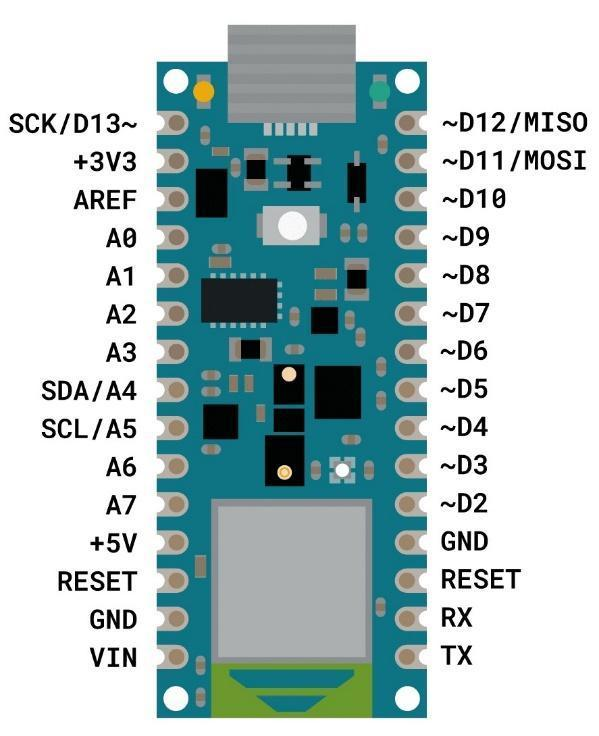 SCK/D13~
+3V3
AREF
A0
A1
A2
A3
SDA/A4
SCL/A5
A6
A7
+5V
RESET
GND
VIN
~D12/MISO
~D11/MOSI
~D10
~D9
~D8
~D7
~D6
~D5
~D4
~D3
~D2
GND
RESET
RX
TX